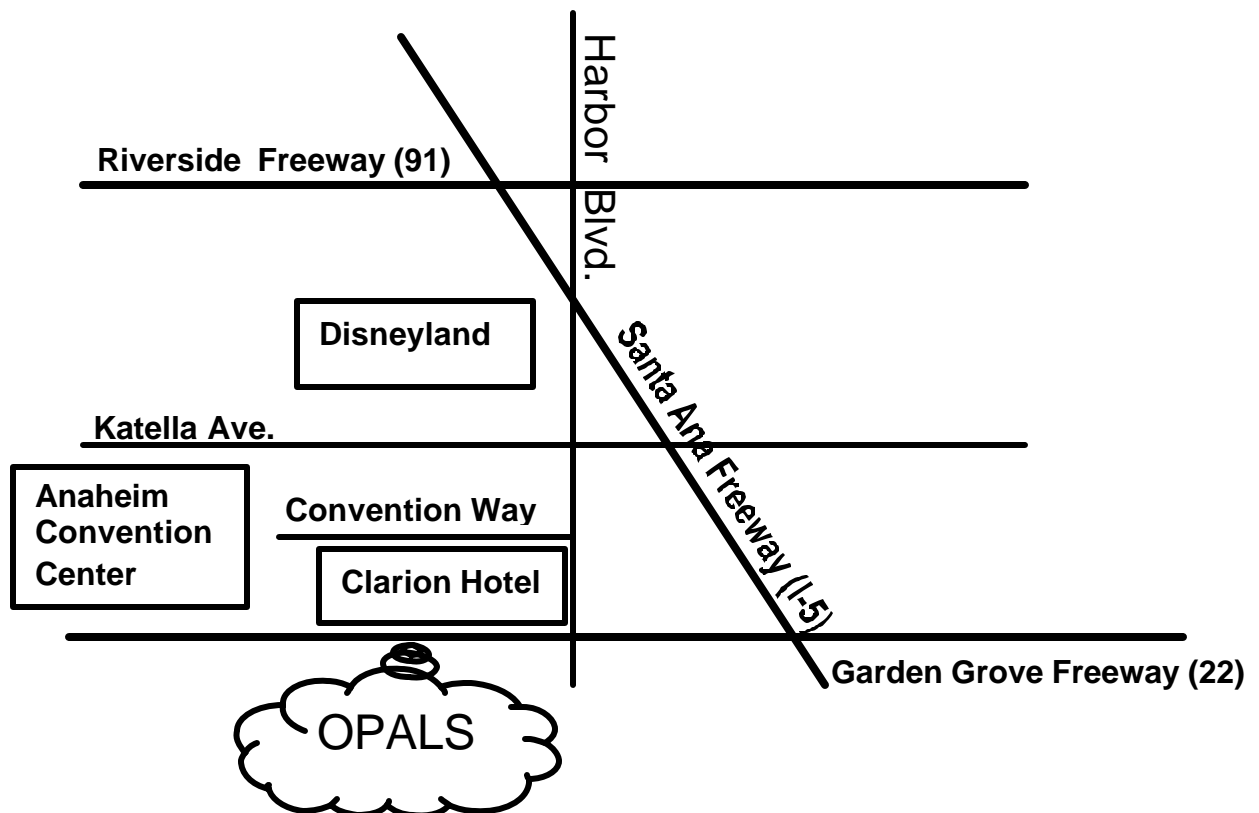 Harbor Blvd.
Riverside Freeway (91)
Disneyland
Santa Ana Freeway (I-5)
Katella Ave.
Anaheim
Convention
Center
Convention Way
Clarion Hotel
Garden Grove Freeway (22)
OPALS